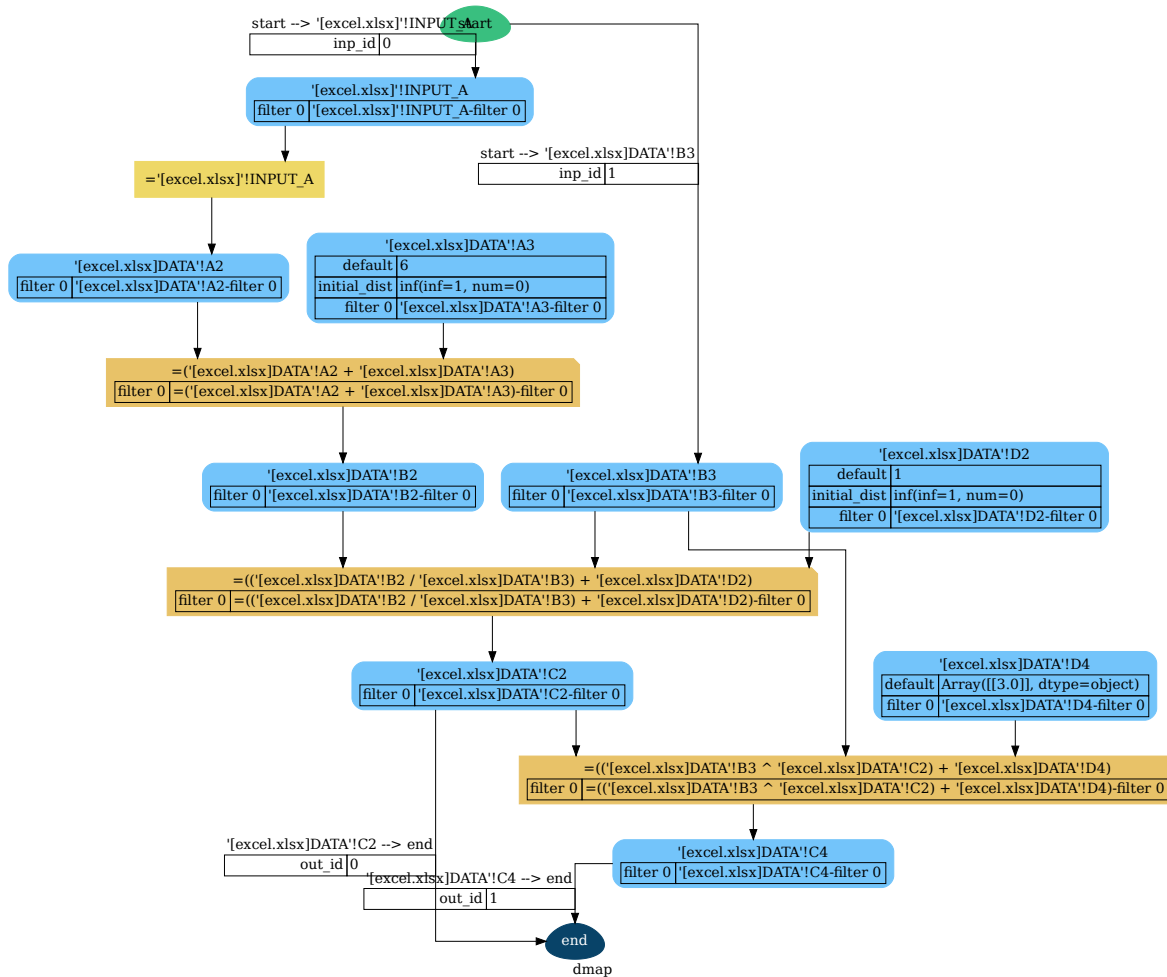 start --> '[excel.xlsx]'!INPUT_A
start
inp_id 0
'[excel.xlsx]'!INPUT_A
filter 0 '[excel.xlsx]'!INPUT_A-filter 0
start --> '[excel.xlsx]DATA'!B3
inp_id 1
='[excel.xlsx]'!INPUT_A
'[excel.xlsx]DATA'!A2
filter 0 '[excel.xlsx]DATA'!A2-filter 0
'[excel.xlsx]DATA'!A3
default 6
initial_dist inf(inf=1, num=0)
filter 0 '[excel.xlsx]DATA'!A3-filter 0
=('[excel.xlsx]DATA'!A2 + '[excel.xlsx]DATA'!A3)
filter 0 =('[excel.xlsx]DATA'!A2 + '[excel.xlsx]DATA'!A3)-filter 0
'[excel.xlsx]DATA'!B2
filter 0 '[excel.xlsx]DATA'!B2-filter 0
'[excel.xlsx]DATA'!B3
filter 0 '[excel.xlsx]DATA'!B3-filter 0
'[excel.xlsx]DATA'!D2
default 1
initial_dist inf(inf=1, num=0)
filter 0 '[excel.xlsx]DATA'!D2-filter 0
=(('[excel.xlsx]DATA'!B2 / '[excel.xlsx]DATA'!B3) + '[excel.xlsx]DATA'!D2)
filter 0 =(('[excel.xlsx]DATA'!B2 / '[excel.xlsx]DATA'!B3) + '[excel.xlsx]DATA'!D2)-filter 0
'[excel.xlsx]DATA'!C2
filter 0 '[excel.xlsx]DATA'!C2-filter 0
'[excel.xlsx]DATA'!D4
default Array([[3.0]], dtype=object)
filter 0 '[excel.xlsx]DATA'!D4-filter 0
=(('[excel.xlsx]DATA'!B3 ^ '[excel.xlsx]DATA'!C2) + '[excel.xlsx]DATA'!D4)
filter 0 =(('[excel.xlsx]DATA'!B3 ^ '[excel.xlsx]DATA'!C2) + '[excel.xlsx]DATA'!D4)-filter 0
'[excel.xlsx]DATA'!C2 --> end
out_id 0
'[excel.xlsx]DATA'!C4
filter 0 '[excel.xlsx]DATA'!C4-filter 0
'[excel.xlsx]DATA'!C4 --> end
out_id 1
end
dmap